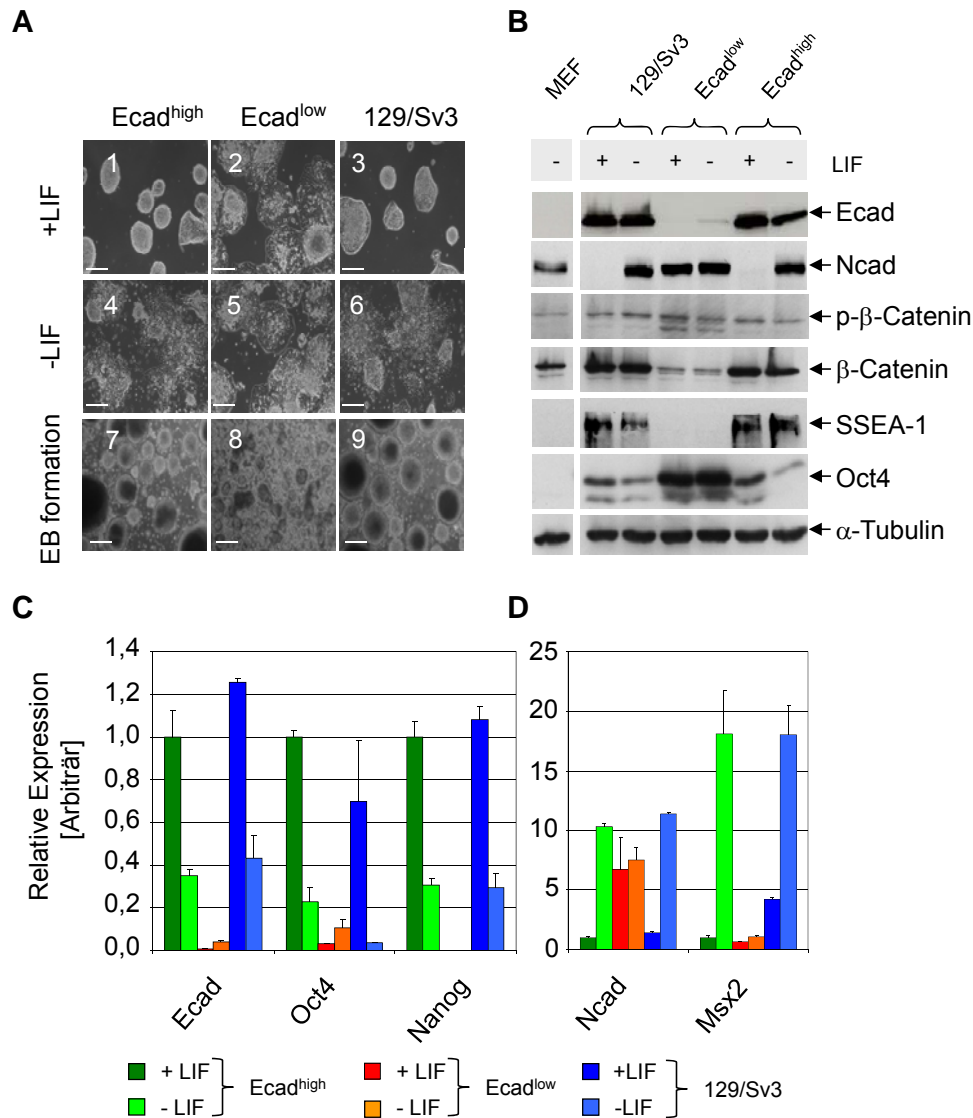 A
Ecadhigh Ecadlow 129/Sv3
+LIF
1 2 3
-LIF
4 5 6
EB formation
7 8 9
B
MEF 129/Sv3 Ecadlow Ecadhigh
- + - + - + - LIF
Ecad
Ncad
p-β-Catenin
β-Catenin
SSEA-1
Oct4
α-Tubulin
C
Relative Expression
[Arbiträr]
1,4
1,2
1,0
0,8
0,6
0,4
0,2
0,0
Ecad Oct4 Nanog
D
25
20
15
10
5
0
Ncad Msx2
+ LIF
- LIF
Ecadhigh
+ LIF
- LIF
Ecadlow
+LIF
-LIF
129/Sv3